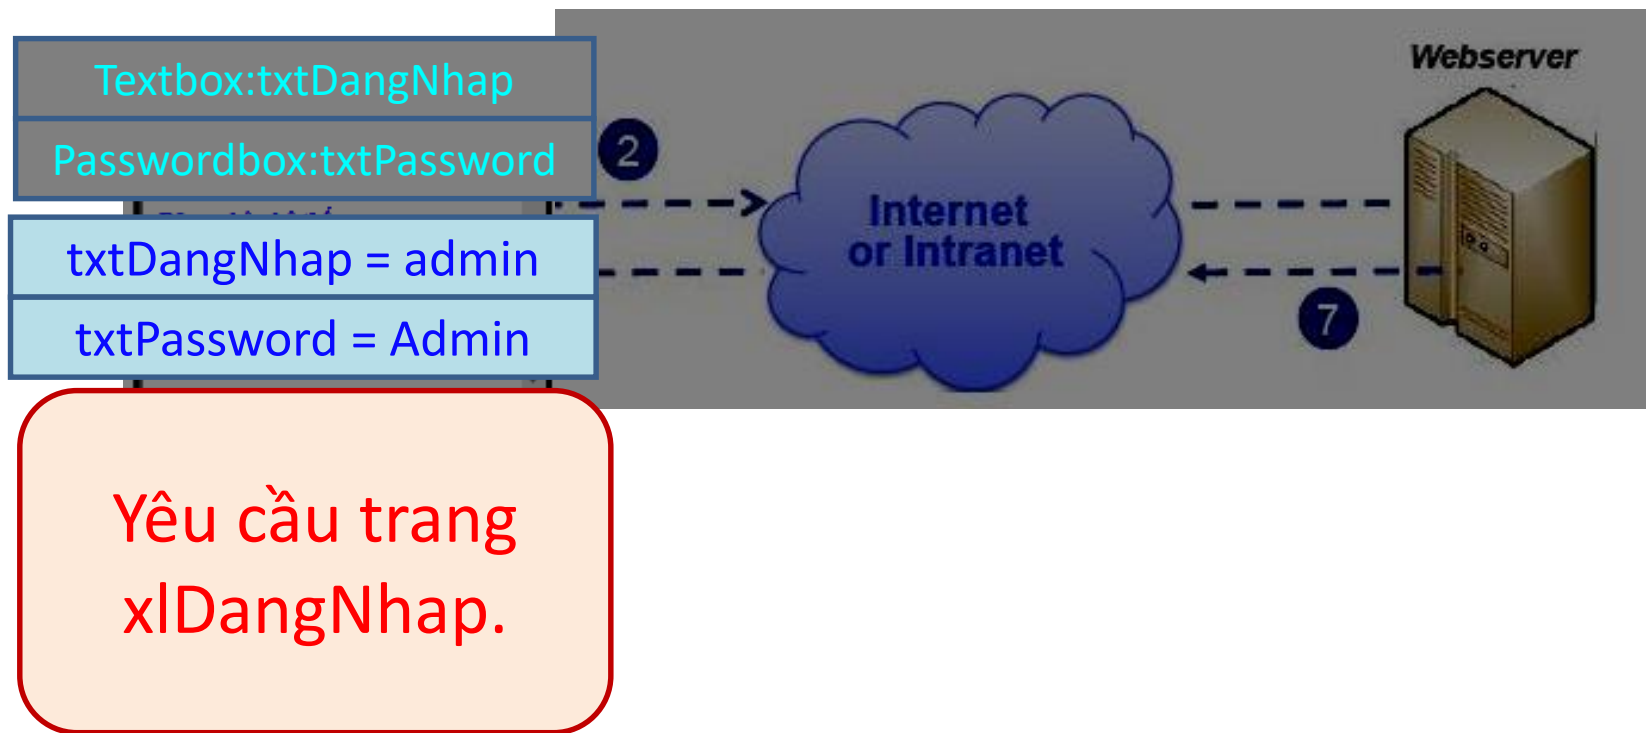 Textbox:txtDangNhap
Passwordbox:txtPassword
txtDangNhap = admin
txtPassword = Admin
Yêu cầu trang
xlDangNhap.
2
Internet
or Intranet
7
Webserver